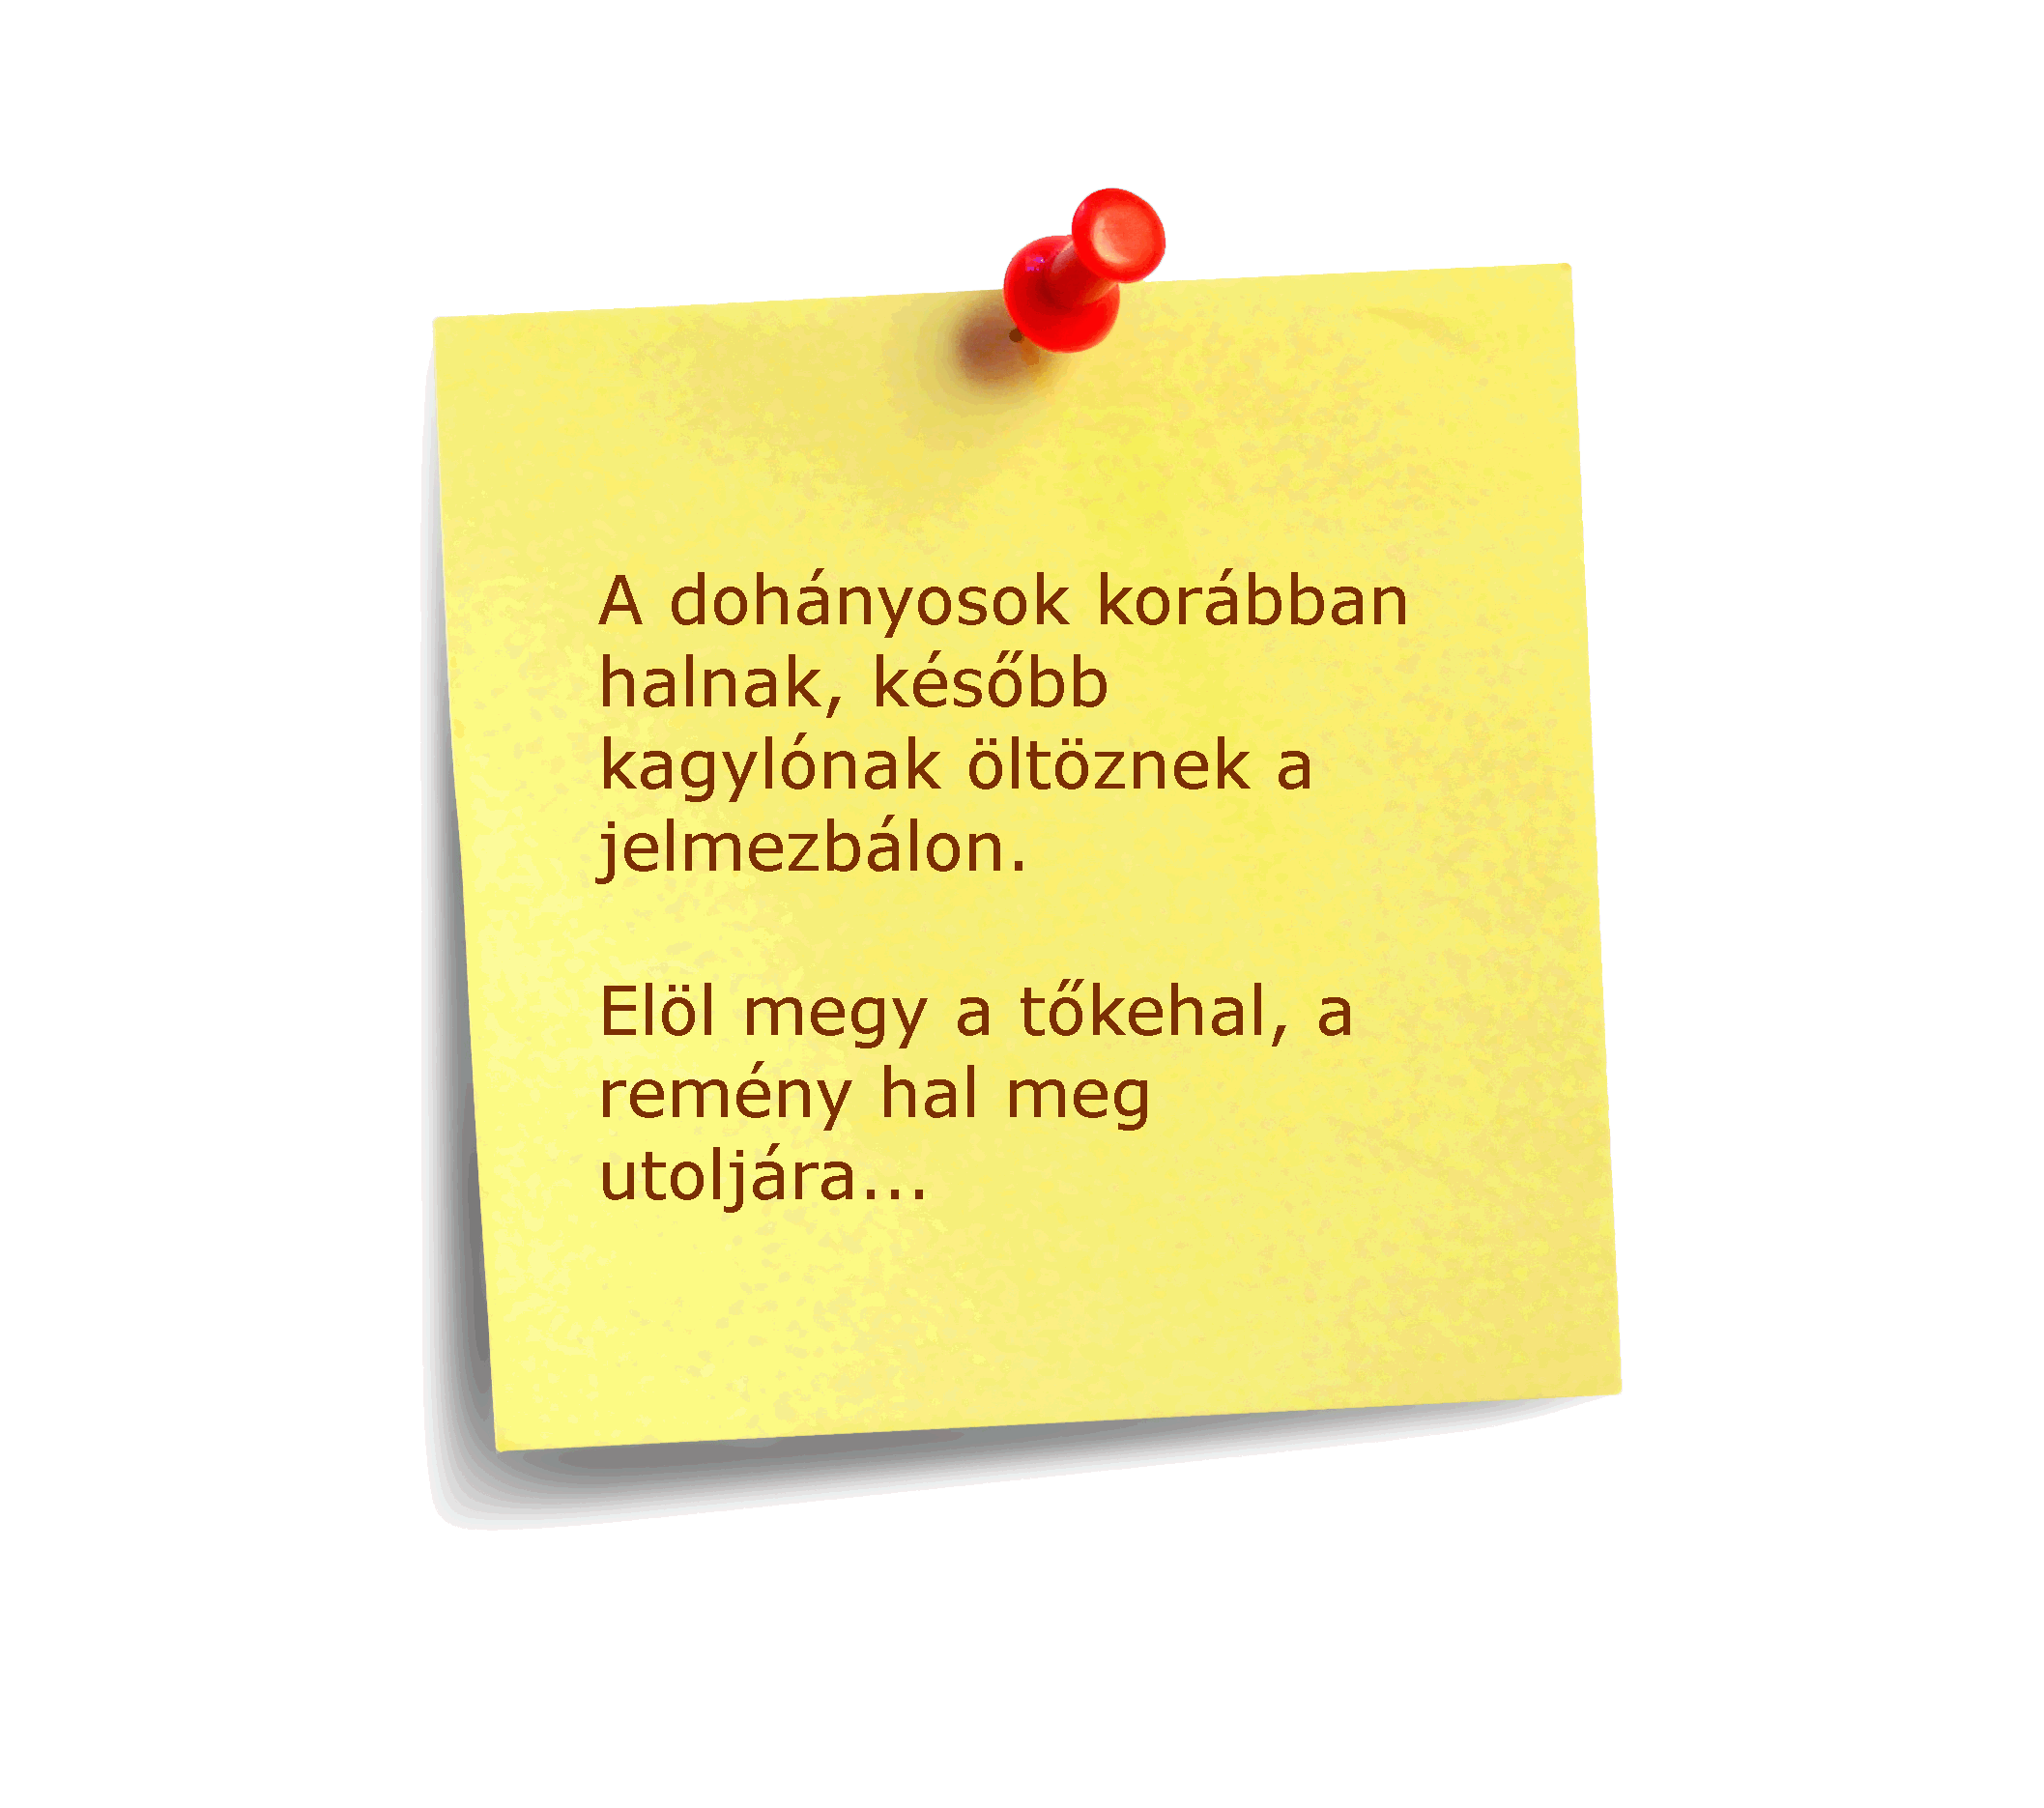 A dohányosok korábban
halnak, később
kagylónak öltöznek a
jelmezbálon.
Elöl megy a tőkehal, a
remény hal meg
utoljára...